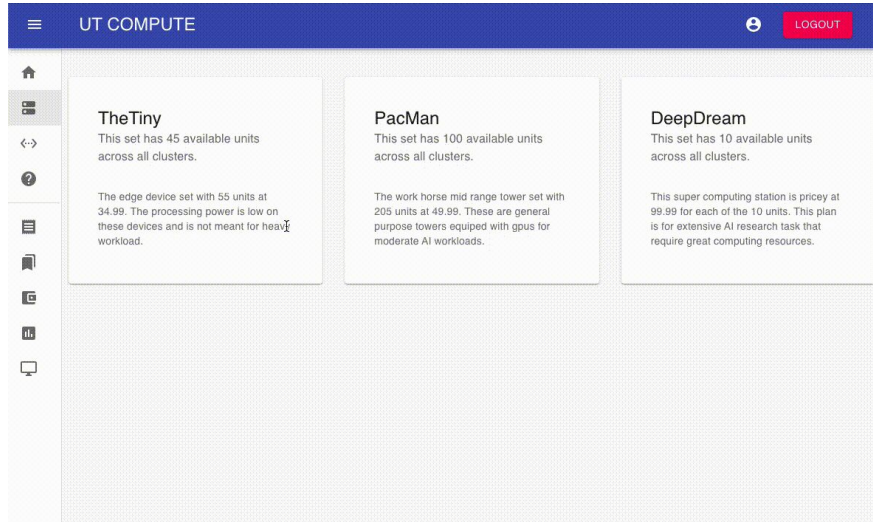 UT COMPUTE
LOGOUT
TheTiny
This set has 45 available units
across all clusters.
The edge device set with 55 units at
34.99. The processing power is low on
these devices and is not meant for heavy
workload.
PacMan
This set has 100 available units
across all clusters.
The work horse mid range tower set with
205 units at 49.99. These are general
purpose towers equiped with gpus for
moderate AI workloads.
DeepDream
This set has 10 available units
across all clusters.
This super computing station is pricey at
99.99 for each of the 10 units. This plan
is for extensive AI research task that
require great computing resources.